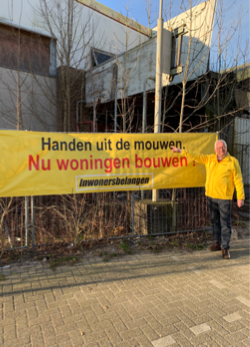 Handen uit de mouwen.
Nu woningen bouwen !
Inwonersbelangen